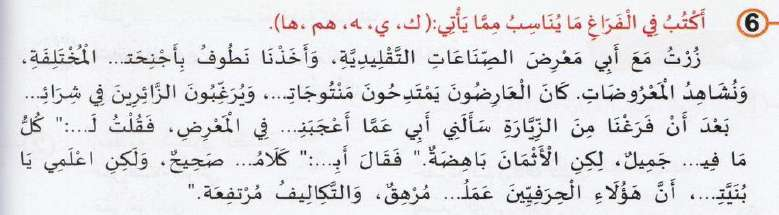 6 أَكْتُبُ فِي الْفَرَاغِ مَا يُنَاسِبُ مِمَّا يَأْتِي:(ك، ي، ه، هم ،ها).
زُرْتُ مَعَ أَبِي مَعْرِضَ الصِّنَاعَاتِ التَّقْلِيدِيَّةِ، وَأَخَذْنَا نَطُوفُ بِأَجْنِحَتـ... الْمُخْتَلِفَةِ،
وَنُشَاهِدُ الْمَعْرُوضَاتِ. كَانَ الْعَارِضُونَ يَمْتَدِحُونَ مَنْتُوجَاتِـ...، وَيُرَغِّبُونَ الزَّائِرِينَ فِي شِرَائِـ...
بَعْدَ أَنْ فَرَغْنَا مِنَ الزِّيَارَةِ سَأَلَنِي أَبِي عَمَّا أَعْجَبَنِـ... فِي الْمَعْرِضِ، فَقُلْتُ لَـ...:" كُلُّ
مَا فِيـ... جَمِيلٌ، لَكِنِ الْأَثْمَانَ بَاهِضَةٌ." فَقَالَ أَبِـ...:" كَلَامُـ... صَحِيحٌ، وَلَكِنِ اعْلَمِي يَا
بُنَيَّتِـ...، أَنَّ هَؤُلَاءِ الْحِرَفِيِّينَ عَمَلُـ... مُرْهِقٌ، وَالتَّكَالِيفُ مُرْتَفِعَة."